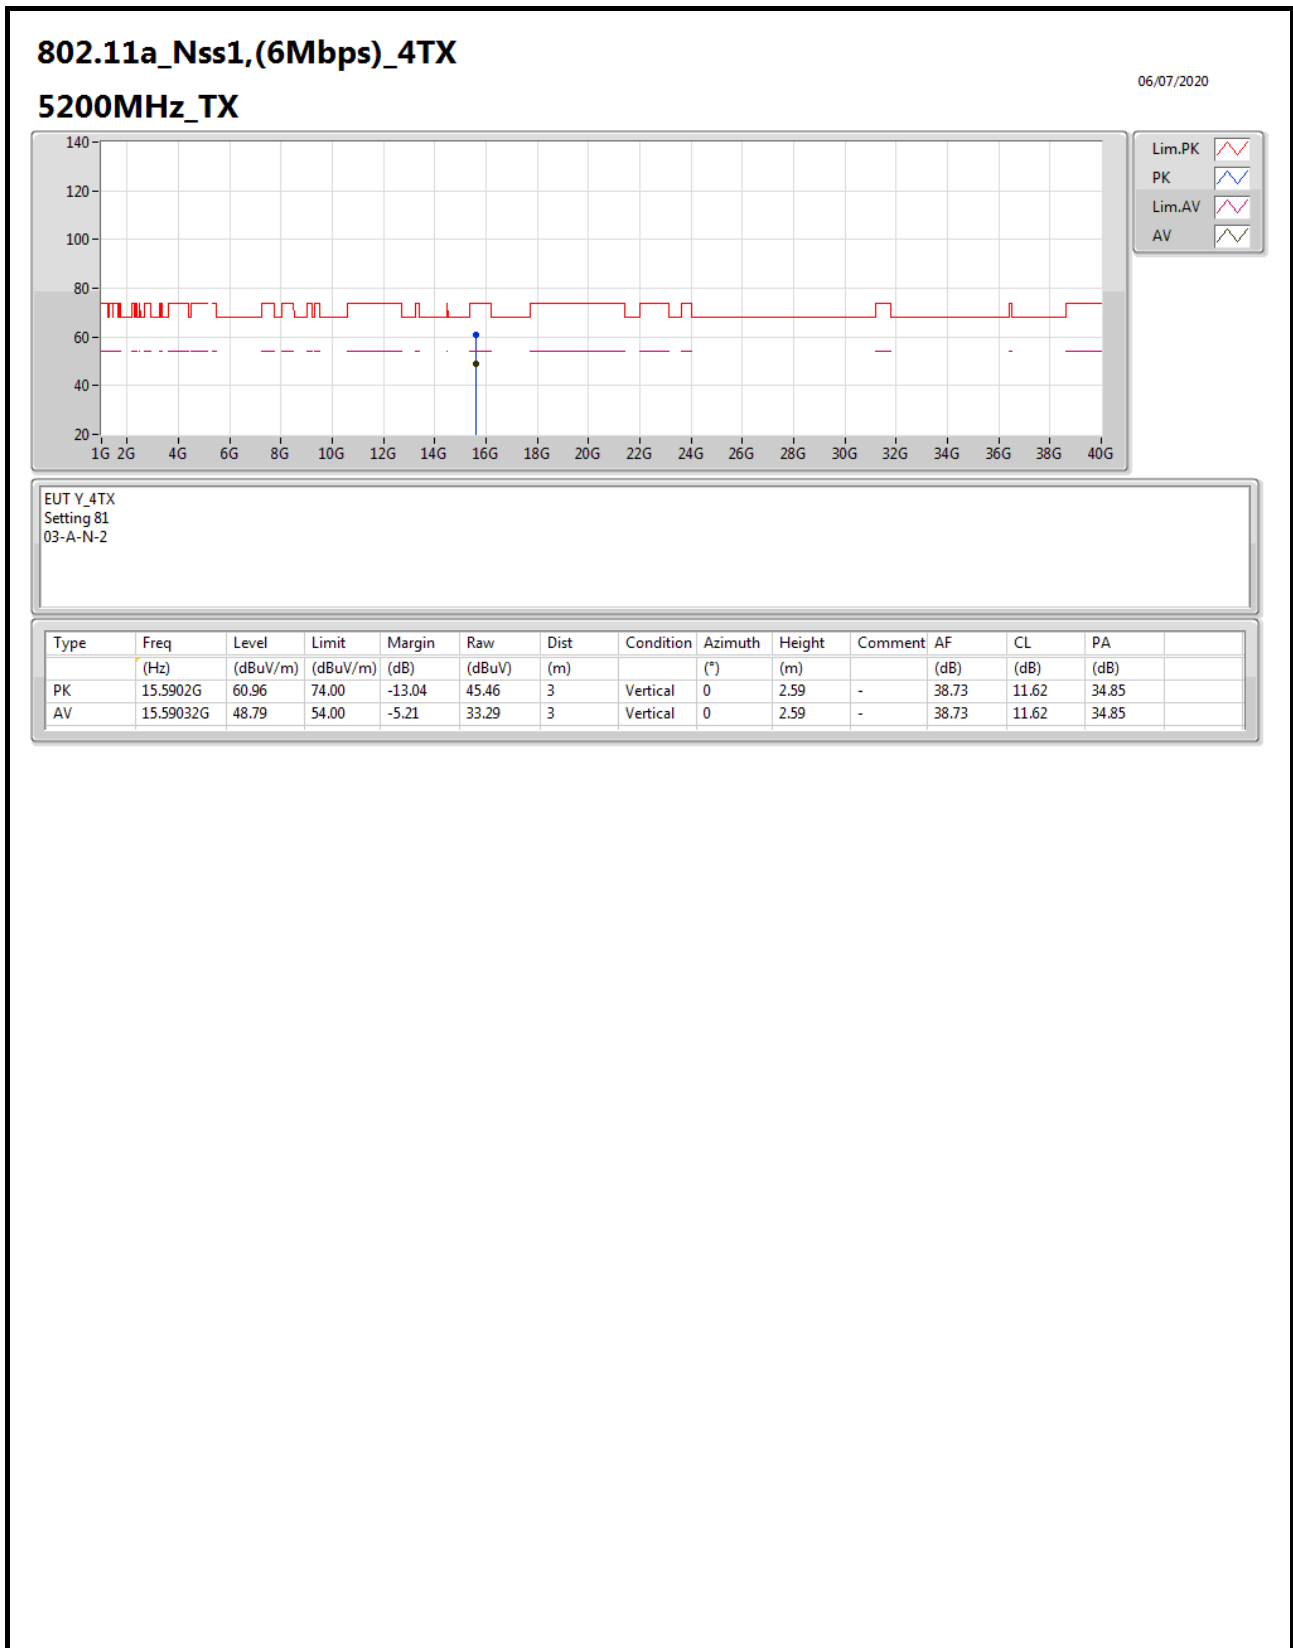 802.11a_Nss1,(6Mbps)_4TX
06/07/2020
5200MHz_TX
140
120
100
80
60
40
20
1G 2G 4G 6G 8G 10G 12G 14G 16G 18G 20G 22G 24G 26G 28G 30G 32G 34G 36G 38G 40G
Lim.PK
PK
Lim.AV
AV
EUT Y_4TX
Setting 81
03-A-N-2
Type Freq Level Limit Margin Raw Dist Condition Azimuth Height Comment AF CL PA
(Hz) (dBuV/m) (dBuV/m) (dB) (dBuV) (m) (°) (m) (dB) (dB) (dB)
PK 15.5902G 60.96 74.00 -13.04 45.46 3 Vertical 0 2.59 - 38.73 11.62 34.85
AV 15.59032G 48.79 54.00 -5.21 33.29 3 Vertical 0 2.59 - 38.73 11.62 34.85